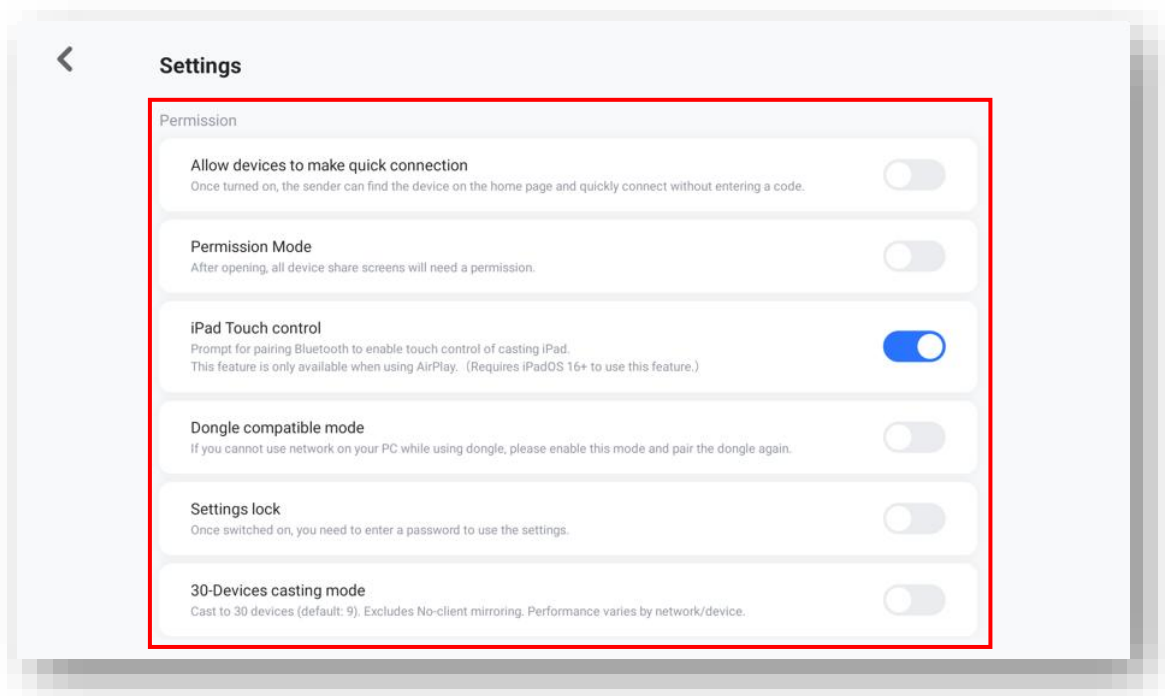 Settings
Permission
Allow devices to make quick connection
Once turned on, the sender can find the device on the home page and quickly connect without entering a code.
Permission Mode
After opening, all device share screens will need a permission.
iPad Touch control
Prompt for pairing Bluetooth to enable touch control of casting iPad.
This feature is only available when using AirPlay.（Requires iPadOS 16+ to use this feature.）
Dongle compatible mode
If you cannot use network on your PC while using dongle, please enable this mode and pair the dongle again.
Settings lock
Once switched on, you need to enter a password to use the settings.
30-Devices casting mode
Cast to 30 devices (default: 9). Excludes No-client mirroring. Performance varies by network/device.